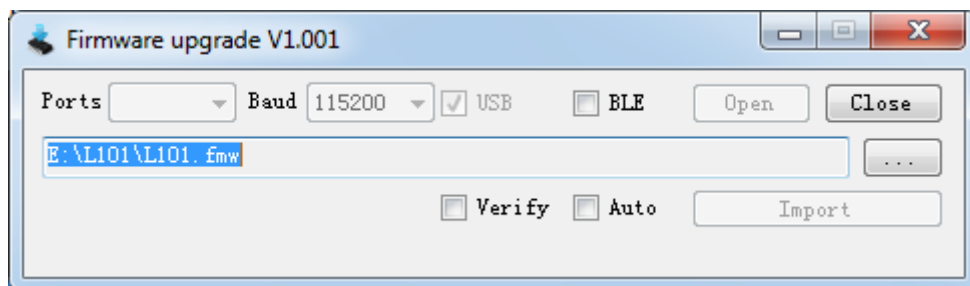 Firmware upgrade V1.001
Ports Baud 115200 USB BLE Open Close
E:\L101\L101.fmw ...
Verify Auto Import